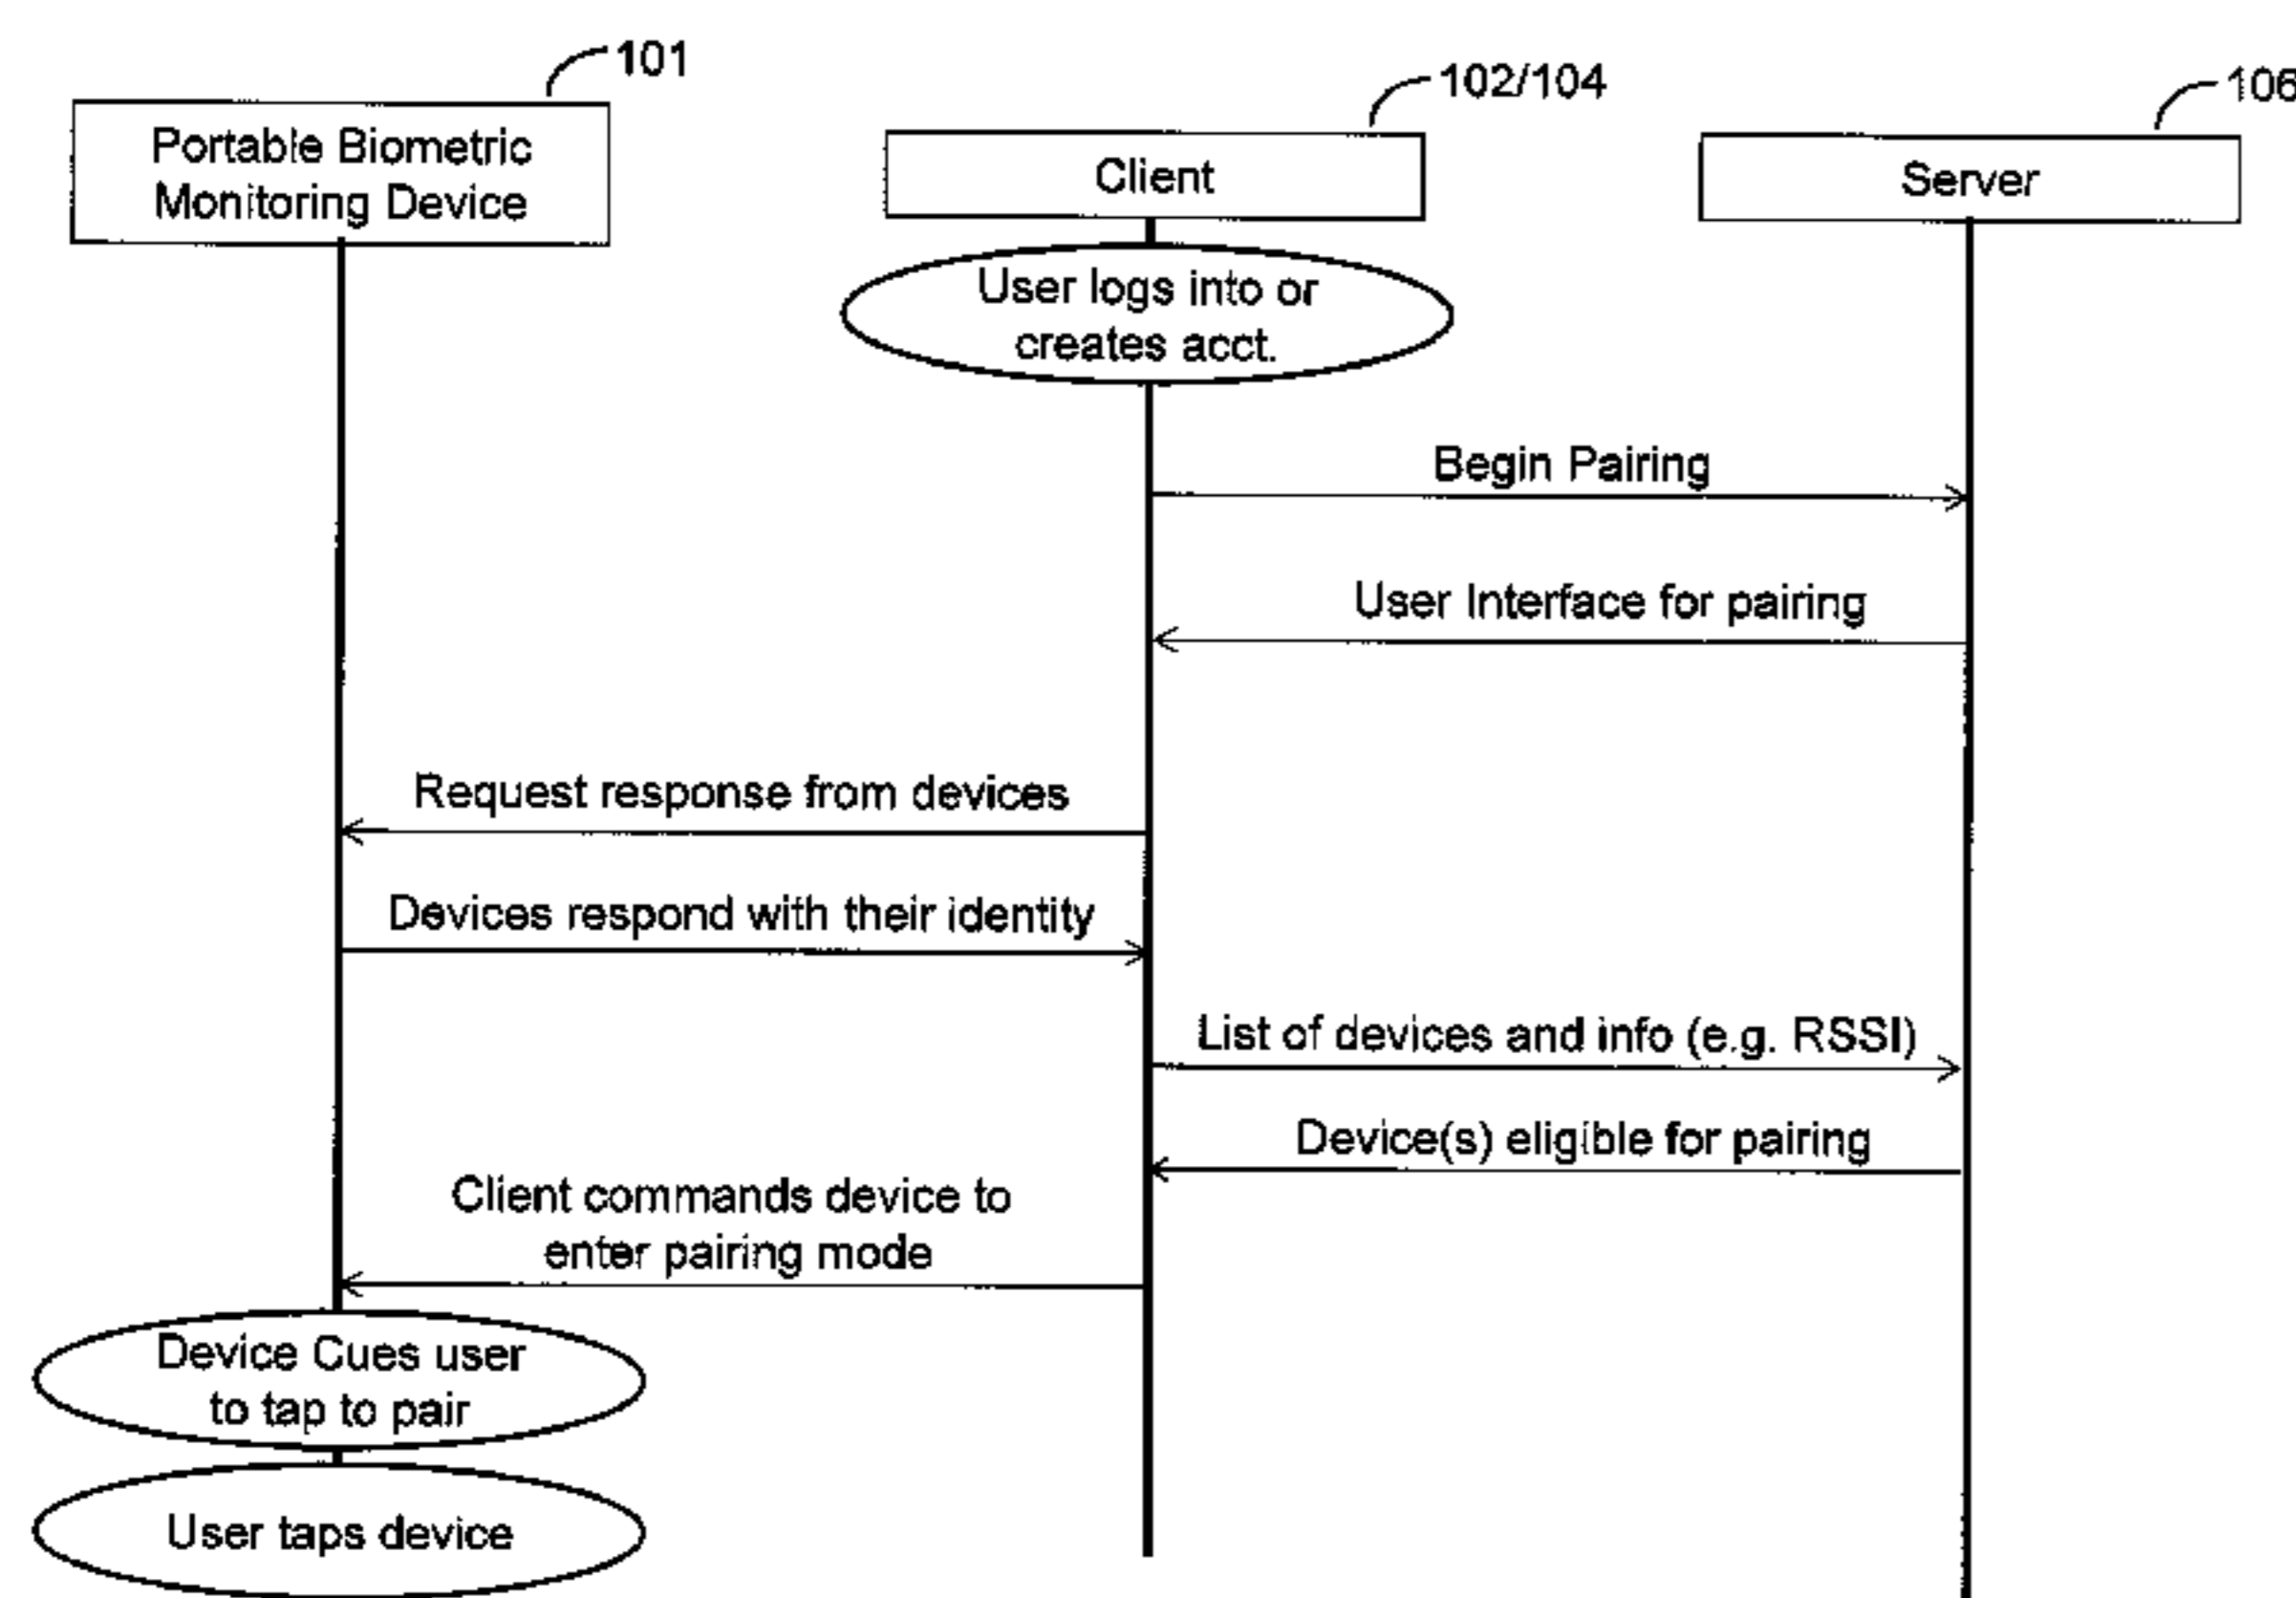 101
102/104
106
Portable Biometric
Monitoring Device
Client
Server
User logs into or
creates acct.
Begin Pairing
User Interface for pairing
Request response from devices
Devices respond with their identity
List of devices and info (e.g. RSSI)
Device(s) eligible for pairing
Client commands device to
enter pairing mode
Device Cues user
to tap to pair
User taps device